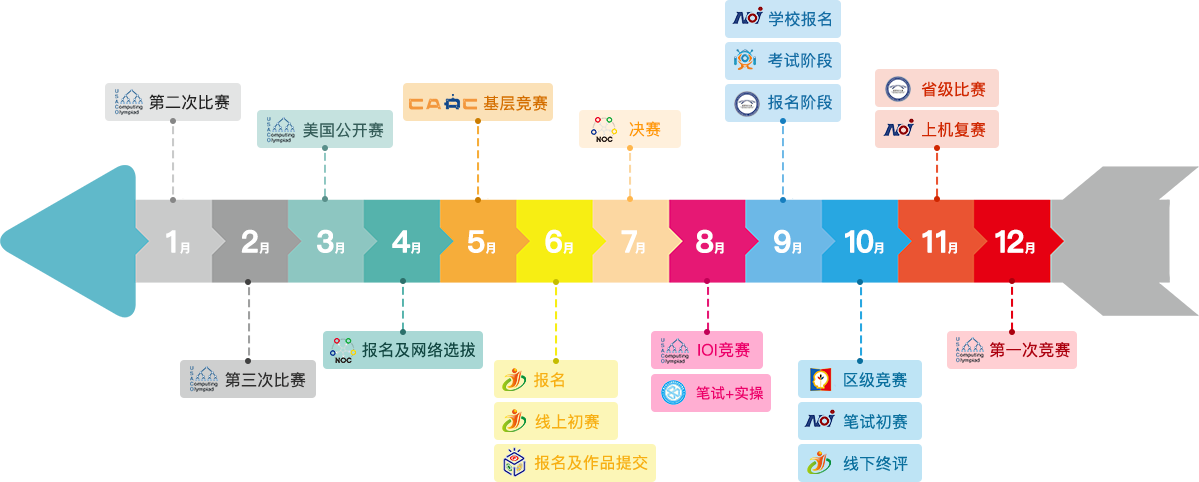 NOI 学校报名
考试阶段
报名阶段
USA Computing Olympiad 第二次比赛
USA Computing Olympiad 美国公开赛
基层竞赛
NOC 决赛
省级比赛
NOI 上机复赛
1月 2月 3月 4月 5月 6月 7月 8月 9月 10月 11月 12月
USA Computing Olympiad 第三次比赛
NOC 报名及网络选拔
报名
线上初赛
报名及作品提交
USA Computing Olympiad IOI竞赛
笔试+实操
区级竞赛
NOI 笔试初赛
线下终评
USA Computing Olympiad 第一次竞赛